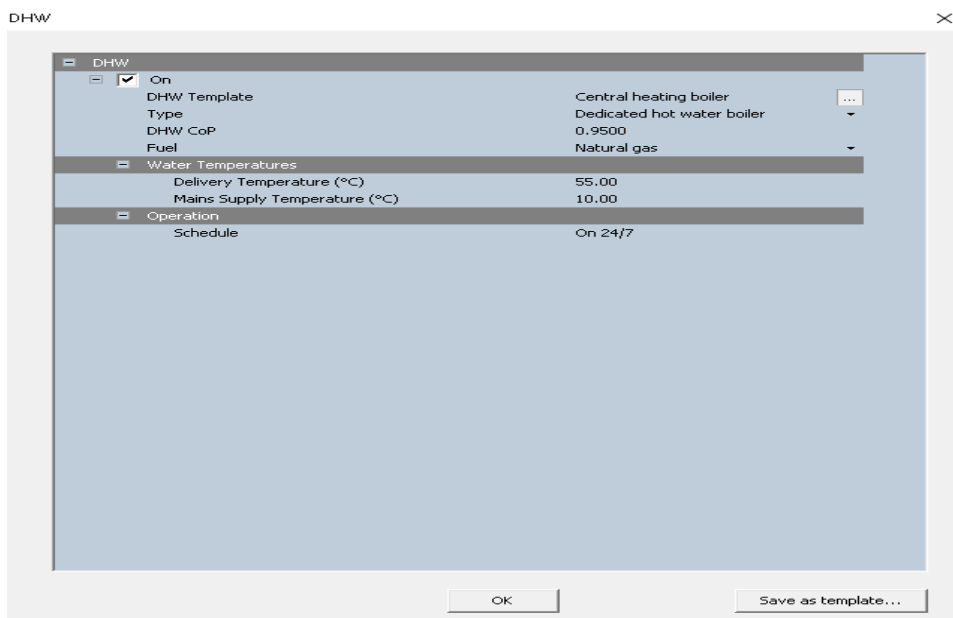 DHW
DHW
On
DHW Template Central heating boiler ...
Type Dedicated hot water boiler
DHW CoP 0.9500
Fuel Natural gas
Water Temperatures
Delivery Temperature (°C) 55.00
Mains Supply Temperature (°C) 10.00
Operation
Schedule On 24/7
OK Save as template...